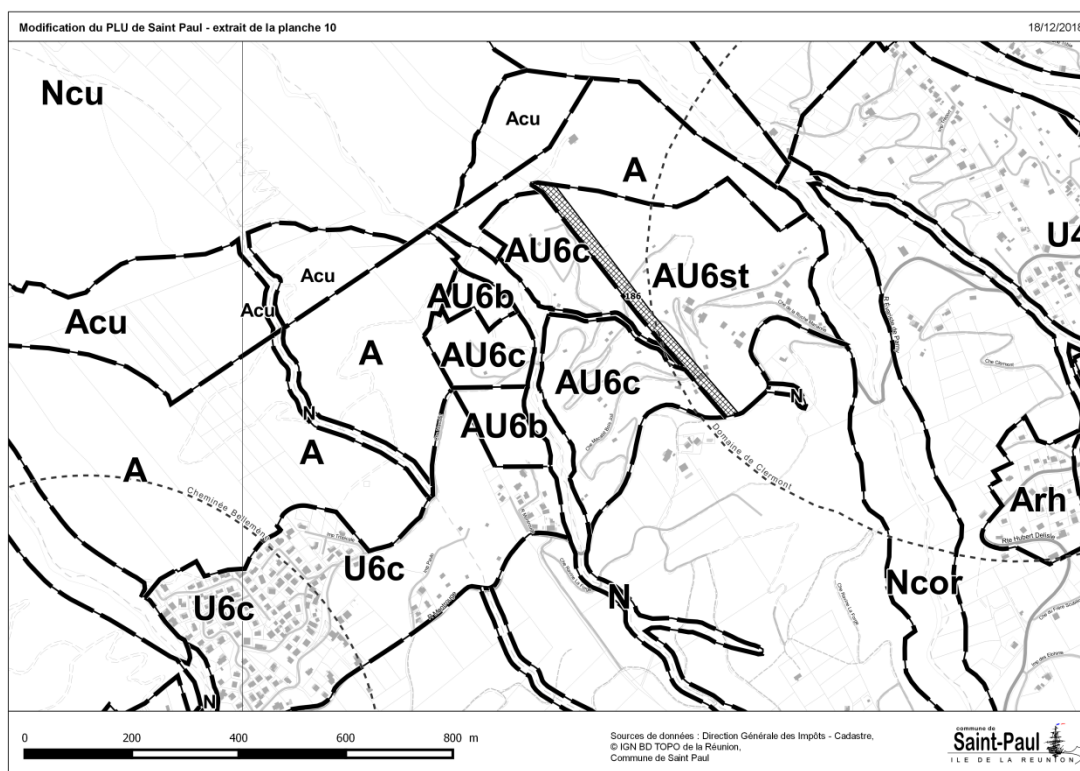 Modification du PLU de Saint Paul - extrait de la planche 10
18/12/2018
Ncu
Acu
A
U4
AU6c
AU6st
Acu
AU6b
186
Acu
Acu
A
AU6c
AU6c
N
N
AU6b
A
A
Domaine de Clermont
Cheminée Bellemène
Arh
Rte Hubert Delisle
U6c
Ncor
U6c
N
N
0 200 400 600 800 m
Sources de données : Direction Générale des Impôts - Cadastre,
© IGN BD TOPO de la Réunion,
Commune de Saint Paul
commune de
Saint-Paul
ILE DE LA REUNION